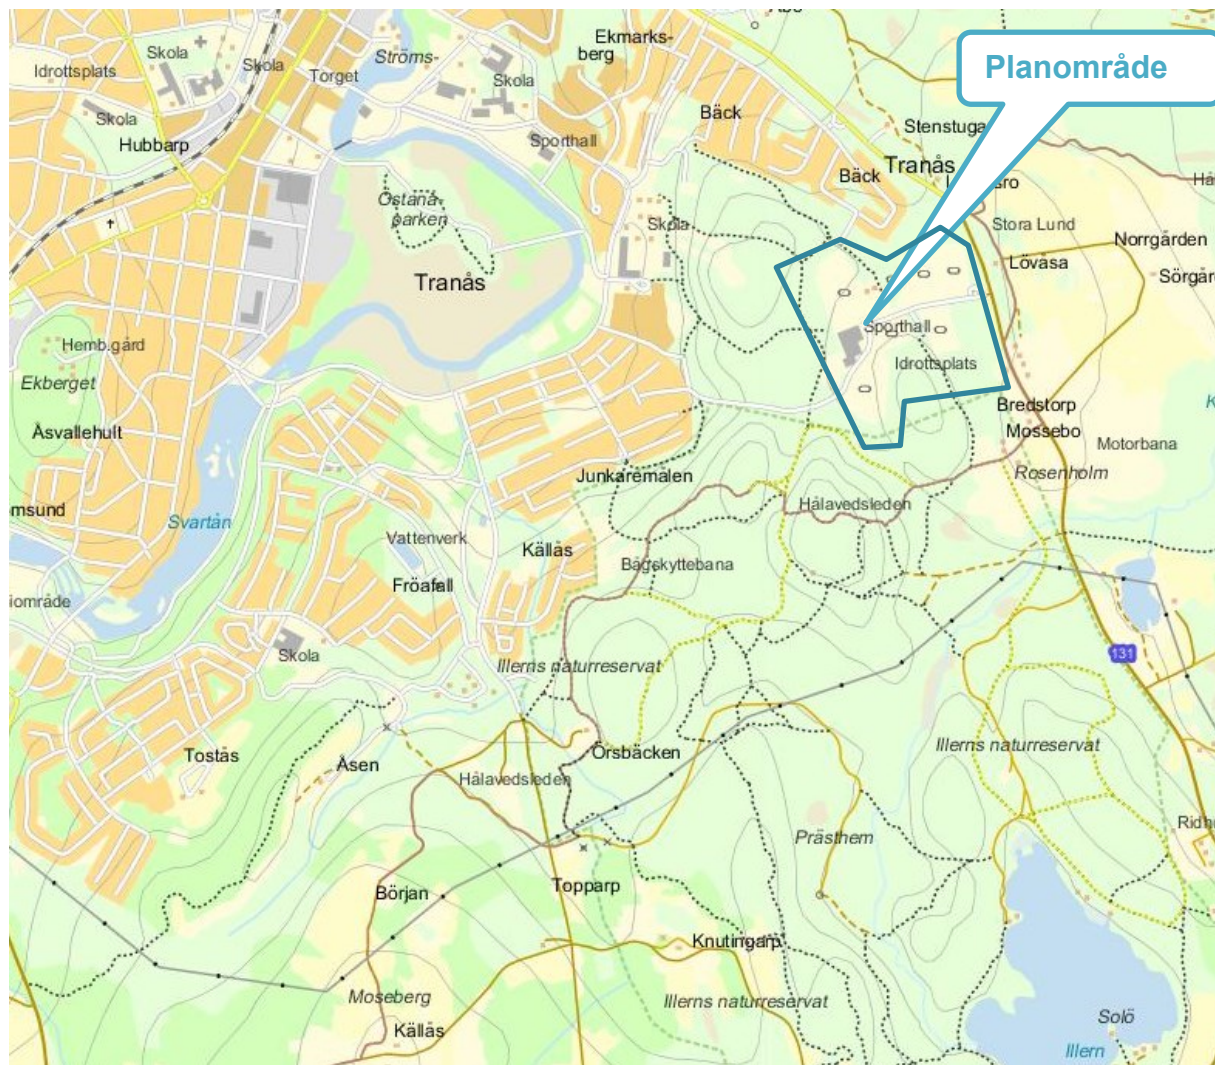 Planområde
Ekmarks-
berg
Skola
Skola
Idrottsplats
Torget
Ströms-
Skola
Skola
Hubbarp
Sporthall
Bäck
Stenstuga
Tranås
Bäck
Östanå-
parken
Skola
Stora Lund
Norrgården
Lövåsa
Tranås
Sporthall
Idrottsplats
Hemb.gård
Ekberget
Åsvallehult
Bredstorp
Mossebo
Motorbana
Rosenholm
Junkaremålen
Hålavedsleden
Svartån
Vattenverk
Källås
Bågskyttebana
Fröafall
Skola
Illerns naturreservat
131
Illerns naturreservat
Tostås
Åsen
Örsbäcken
Hålavedsleden
Prästhem
Början
Topparp
Knutingarp
Moseberg
Illerns naturreservat
Källås
Solö
Illern